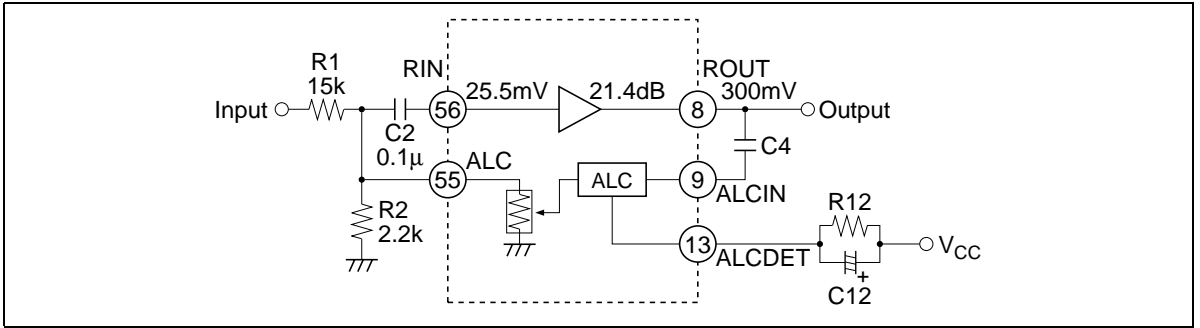 R1
15k
RIN
ROUT
Input
56
25.5mV
21.4dB
8
300mV
Output
C2
0.1μ
C4
55
ALC
ALC
9
ALCIN
R2
2.2k
R12
13
ALCDET
VCC
+
C12